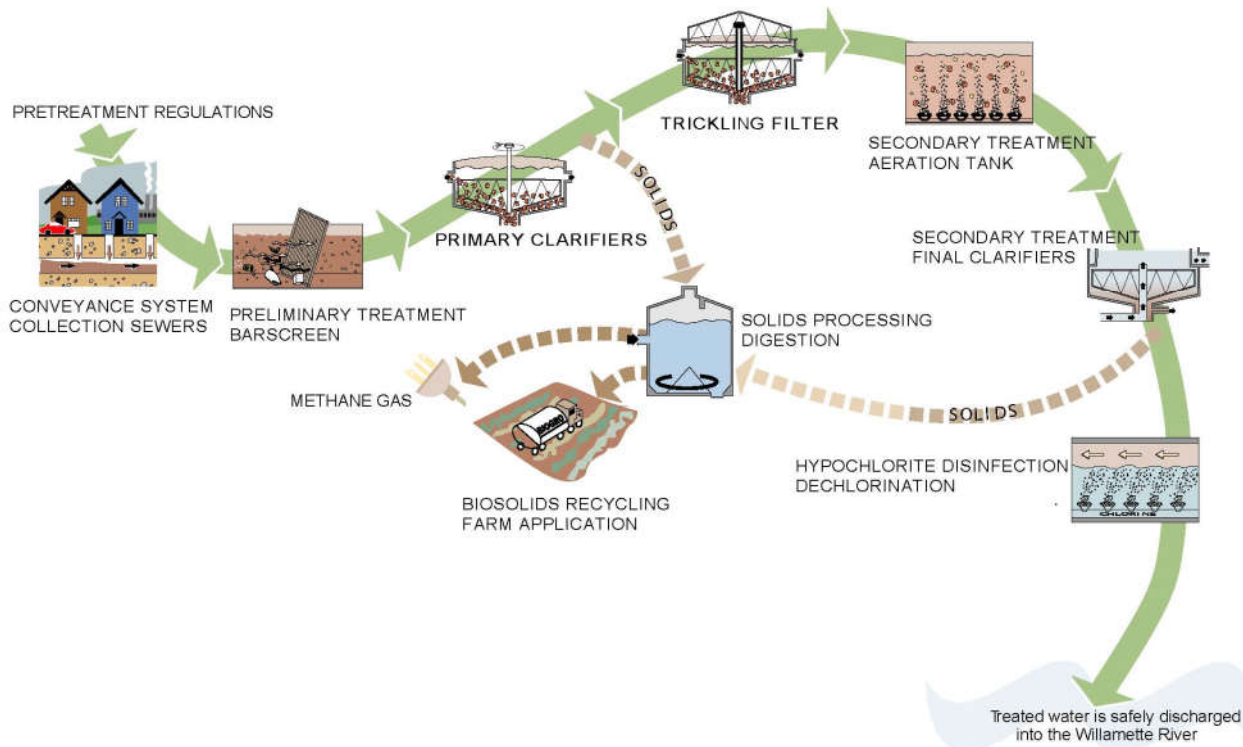 PRETREATMENT REGULATIONS
CONVEYANCE SYSTEM
COLLECTION SEWERS
PRELIMINARY TREATMENT
BARSCREEN
PRIMARY CLARIFIERS
TRICKLING FILTER
SECONDARY TREATMENT
AERATION TANK
SECONDARY TREATMENT
FINAL CLARIFIERS
SOLIDS
SOLIDS PROCESSING
DIGESTION
SOLIDS
METHANE GAS
BIOGRO
BIOSOLIDS RECYCLING
FARM APPLICATION
HYPOCHLORITE DISINFECTION
DECHLORINATION
CHLORINE
Treated water is safely discharged
into the Willamette River